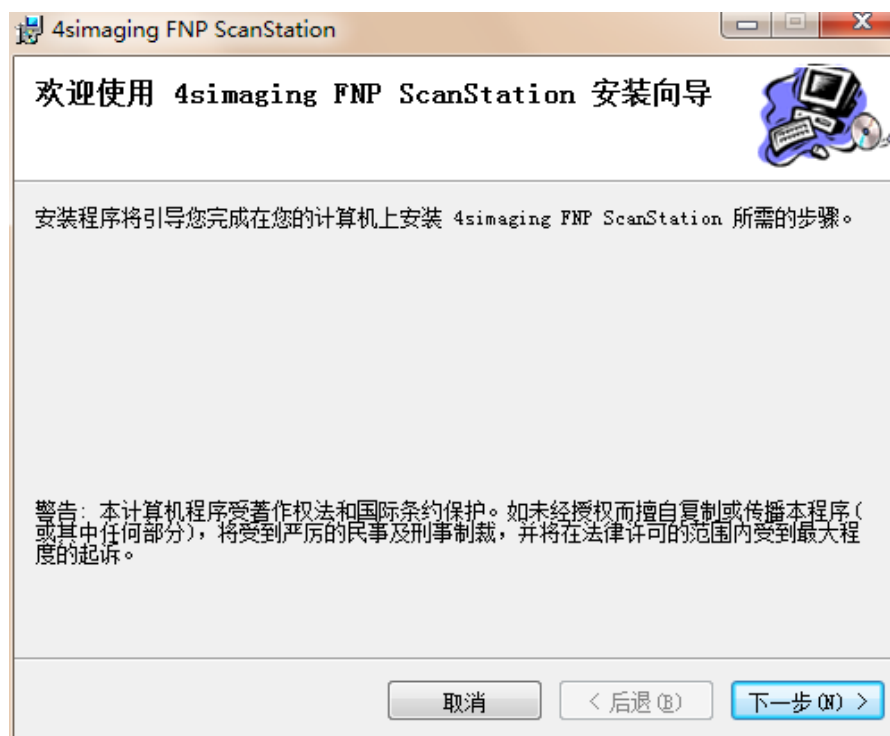 4simaging FNP ScanStation
欢迎使用 4simaging FNP ScanStation 安装向导
安装程序将引导您完成在您的计算机上安装 4simaging FNP ScanStation 所需的步骤。
警告: 本计算机程序受著作权法和国际条约保护。如未经授权而擅自复制或传播本程序(
或其中任何部分)，将受到严厉的民事及刑事制裁，并将在法律许可的范围内受到最大程
度的起诉。
取消
< 后退(B)
下一步(N) >